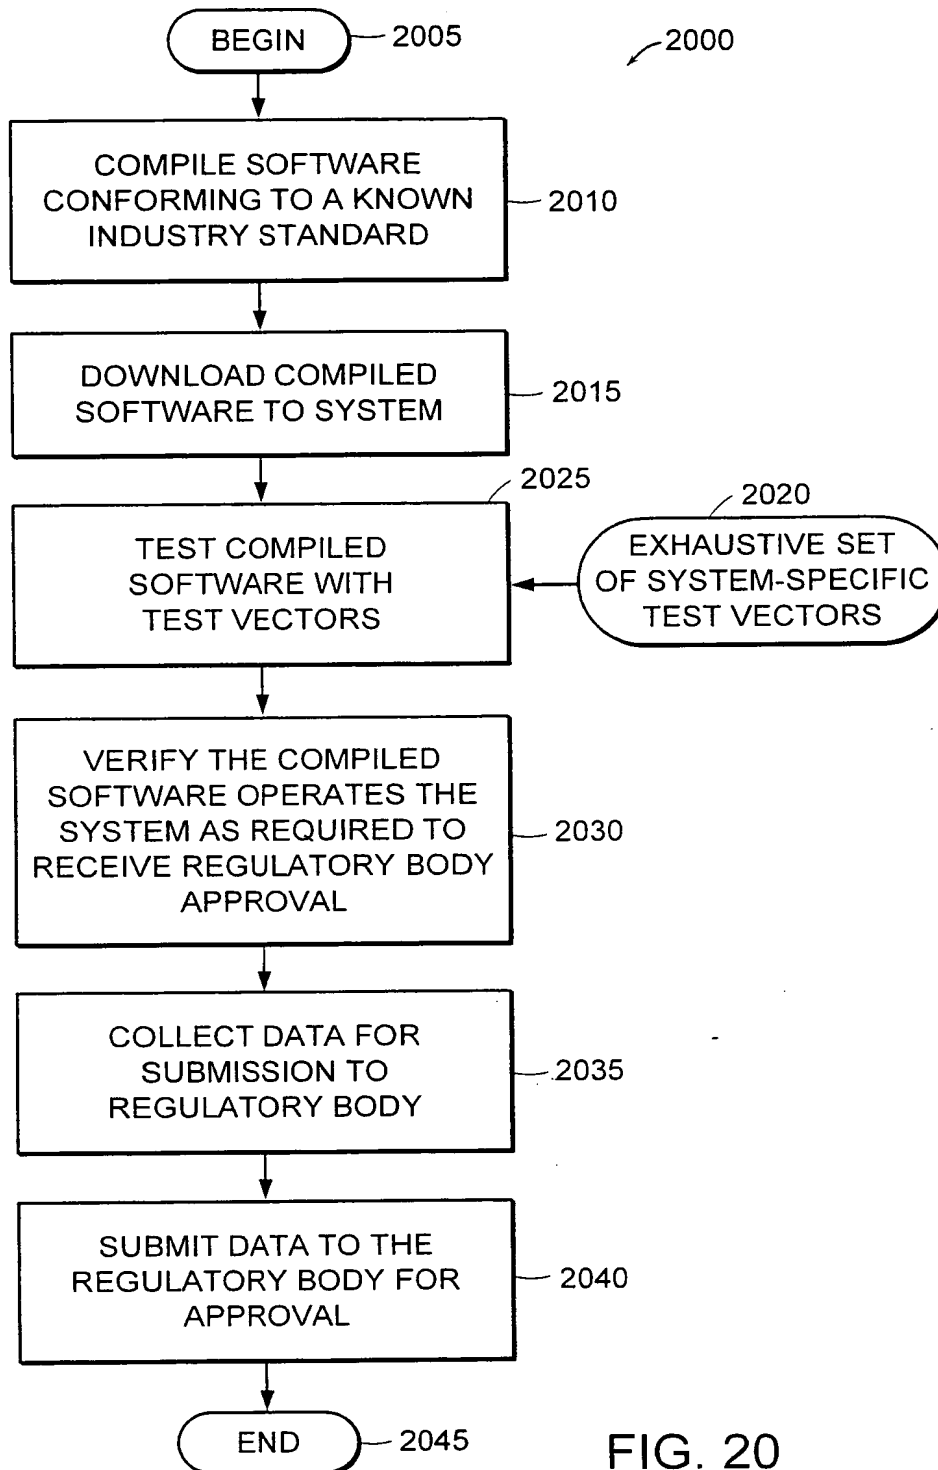 BEGIN
2005
2000
COMPILE SOFTWARE
CONFORMING TO A KNOWN
INDUSTRY STANDARD
2010
DOWNLOAD COMPILED
SOFTWARE TO SYSTEM
2015
2025
TEST COMPILED
SOFTWARE WITH
TEST VECTORS
2020
EXHAUSTIVE SET
OF SYSTEM-SPECIFIC
TEST VECTORS
VERIFY THE COMPILED
SOFTWARE OPERATES THE
SYSTEM AS REQUIRED TO
RECEIVE REGULATORY BODY
APPROVAL
2030
COLLECT DATA FOR
SUBMISSION TO
REGULATORY BODY
2035
SUBMIT DATA TO THE
REGULATORY BODY FOR
APPROVAL
2040
END
2045
FIG. 20